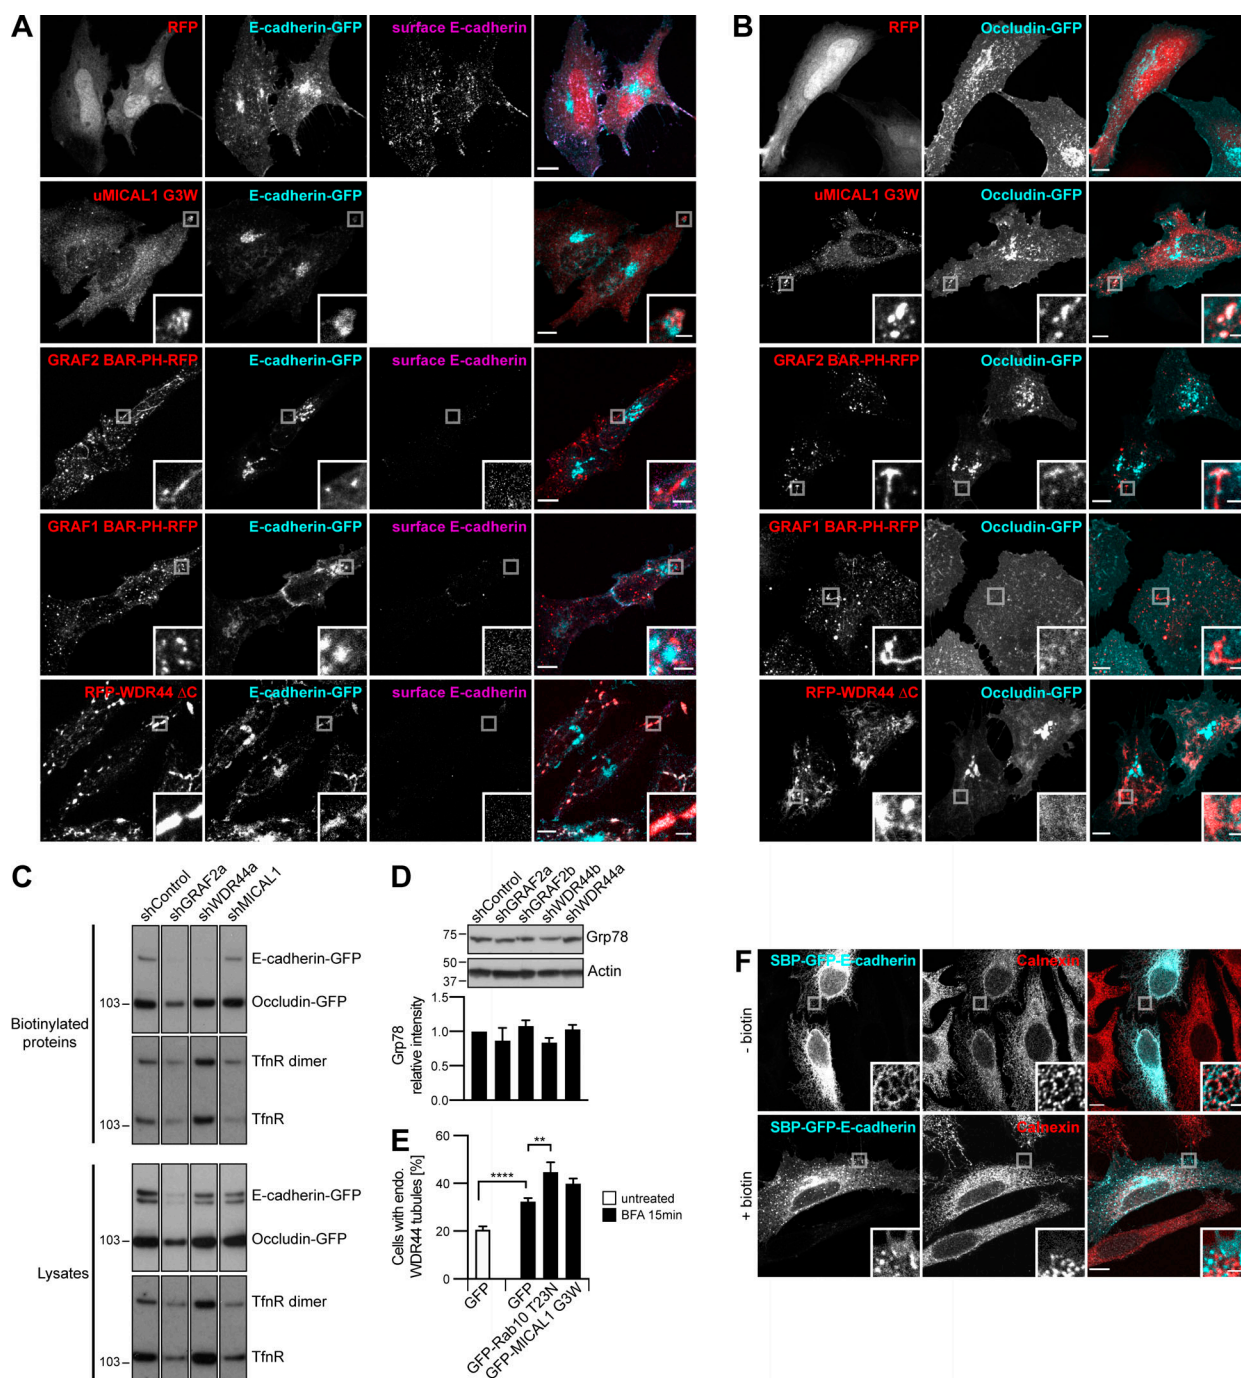 A
RFP
E-cadherin-GFP
surface E-cadherin
uMICAL1 G3W
E-cadherin-GFP
GRAF2 BAR-PH-RFP
E-cadherin-GFP
surface E-cadherin
GRAF1 BAR-PH-RFP
E-cadherin-GFP
surface E-cadherin
RFP-WDR44 ΔC
E-cadherin-GFP
surface E-cadherin
B
RFP
Occludin-GFP
uMICAL1 G3W
Occludin-GFP
GRAF2 BAR-PH-RFP
Occludin-GFP
GRAF1 BAR-PH-RFP
Occludin-GFP
RFP-WDR44 ΔC
Occludin-GFP
C
shControl
shGRAF2a
shWDR44a
shMICAL1
Biotinylated
proteins
E-cadherin-GFP
103
Occludin-GFP
TfnR dimer
103
TfnR
Lysates
E-cadherin-GFP
103
Occludin-GFP
TfnR dimer
103
TfnR
D
shControl
shGRAF2a
shGRAF2b
shWDR44b
shWDR44a
75
Grp78
50
37
Actin
Grp78
relative intensity
1.5
1.0
0.5
0.0
E
Cells with endo.
WDR44 tubules [%]
60
40
20
0
****
**
untreated
BFA 15min
GFP
GFP
GFP-Rab10 T23N
GFP-MICAL1 G3W
F
- biotin
SBP-GFP-E-cadherin
Calnexin
+ biotin
SBP-GFP-E-cadherin
Calnexin